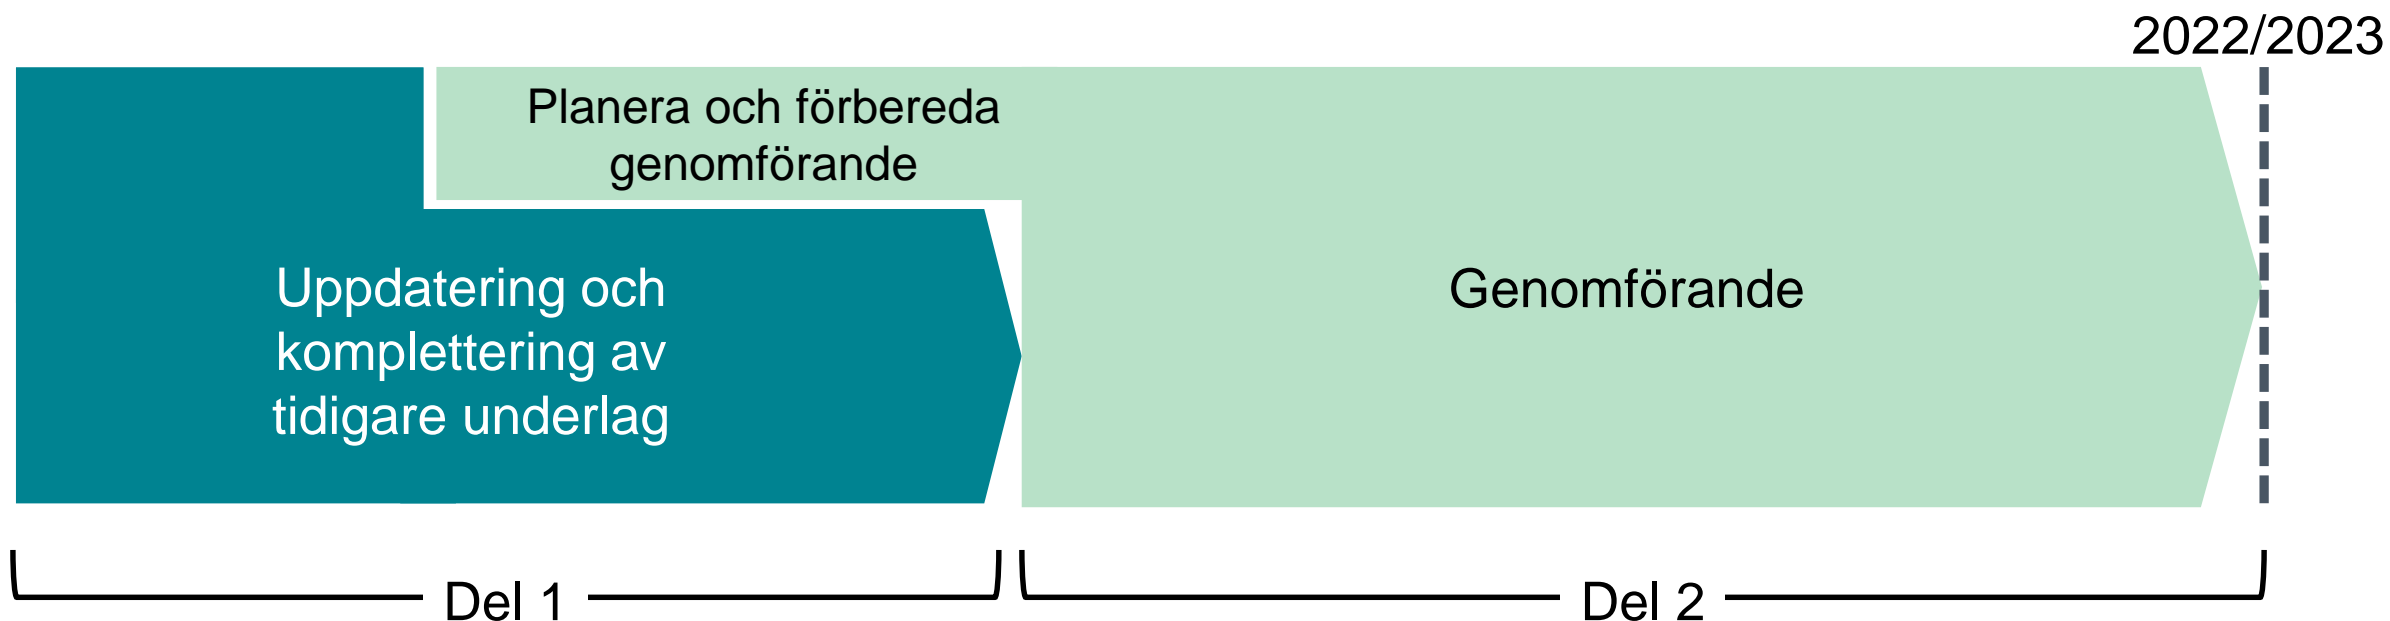 2022/2023
Planera och förbereda
genomförande
Uppdatering och
komplettering av
tidigare underlag
Genomförande
Del 1
Del 2